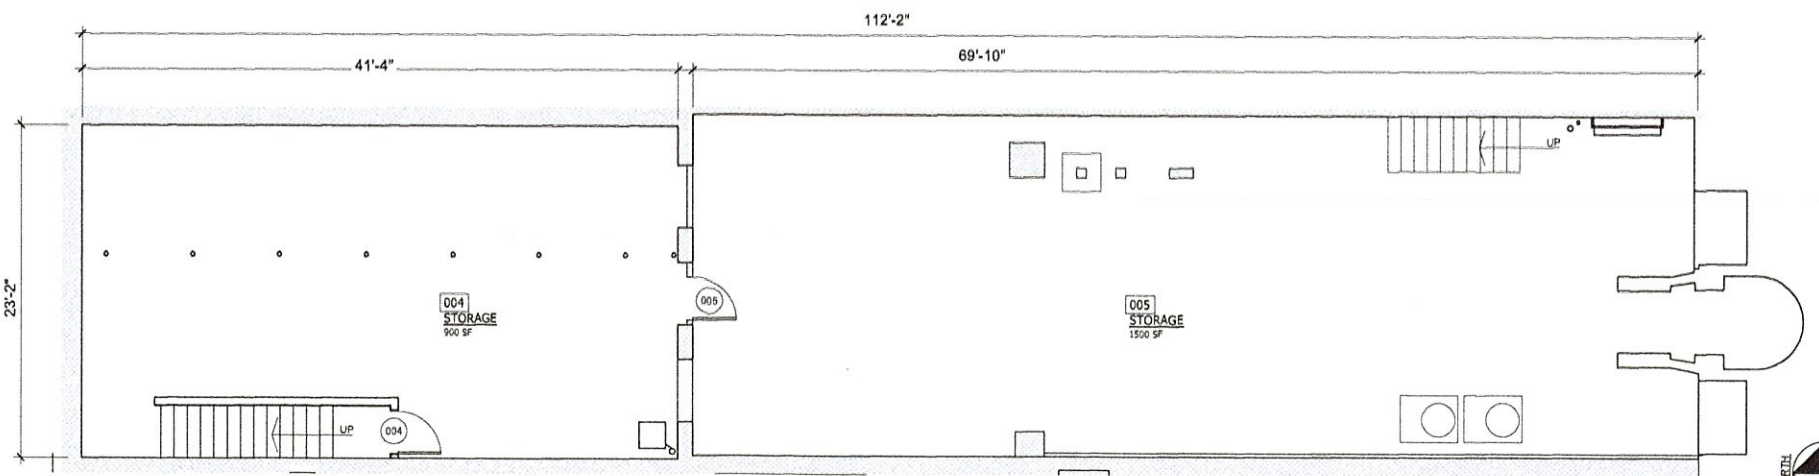 112'-2"
41'-4"
69'-10"
23'-2"
UP
004
STORAGE
900 SF
005
005
STORAGE
1500 SF
UP
004